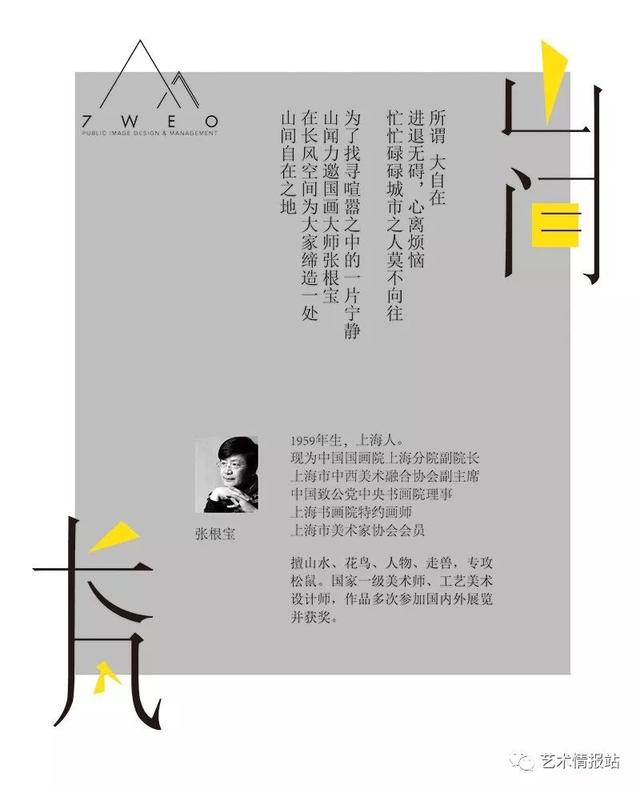 7WEO
PUBLIC IMAGE DESIGN & MANAGEMENT
山间
所谓 大自在
进退无碍，心离烦恼
忙忙碌碌城市之人莫不向往
为了找寻喧嚣之中的一片宁静
山闻力邀国画大师张根宝
在长风空间为大家缔造一处
山间自在之地
张根宝
1959年生，上海人。
现为中国国画院上海分院副院长
上海市中西美术融合协会副主席
中国致公党中央书画院理事
上海书画院特约画师
上海市美术家协会会员
擅山水、花鸟、人物、走兽，专攻
松鼠。国家一级美术师、工艺美术
设计师，作品多次参加国内外展览
并获奖。
长风
艺术情报站